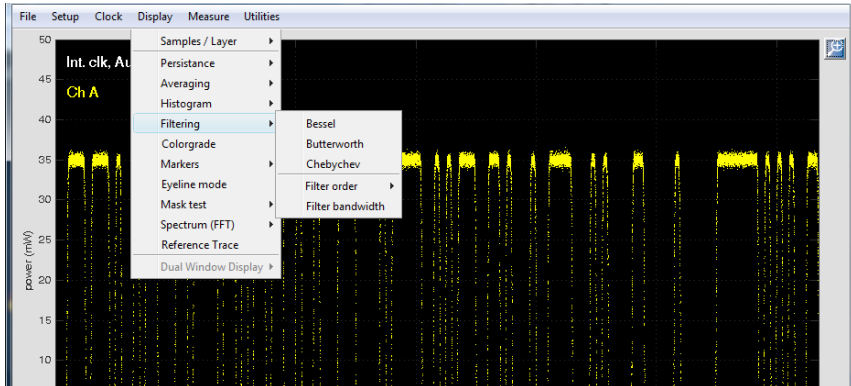 File Setup Clock Display Measure Utilities
50
Int. clk, Au
45
Ch A
40
35
30
25
20
15
10
power (mW)
Samples / Layer
Persistance
Averaging
Histogram
Filtering
Colorgrade
Markers
Eyeline mode
Mask test
Spectrum (FFT)
Reference Trace
Dual Window Display
Bessel
Butterworth
Chebychev
Filter order
Filter bandwidth